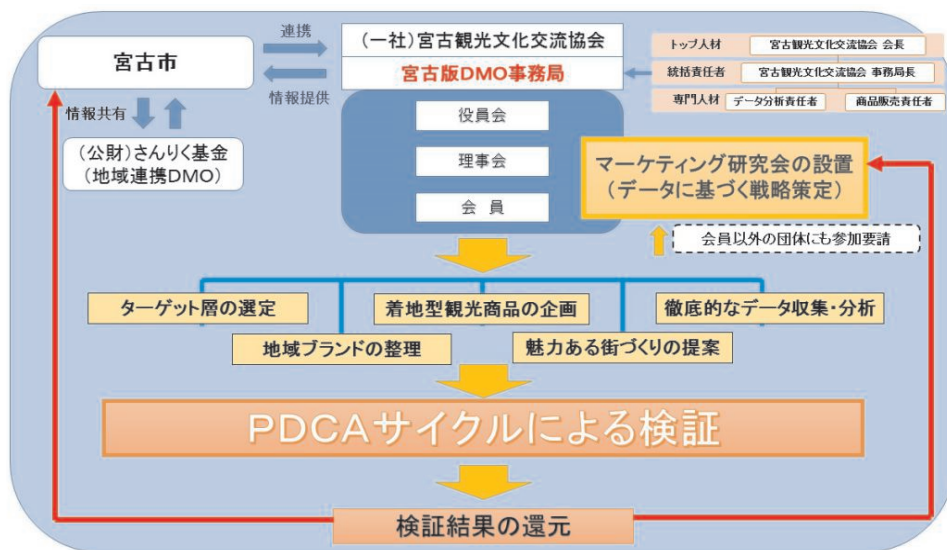 宮古市
連携
情報提供
(一社)宮古観光文化交流協会
宮古版DMO事務局
トップ人材
宮古観光文化交流協会 会長
統括責任者
宮古観光文化交流協会 事務局長
専門人材
データ分析責任者
商品販売責任者
情報共有
(公財)さんりく基金
(地域連携DMO)
役員会
理事会
会 員
マーケティング研究会の設置
(データに基づく戦略策定)
会員以外の団体にも参加要請
ターゲット層の選定
着地型観光商品の企画
徹底的なデータ収集・分析
地域ブランドの整理
魅力ある街づくりの提案
PDCAサイクルによる検証
検証結果の還元